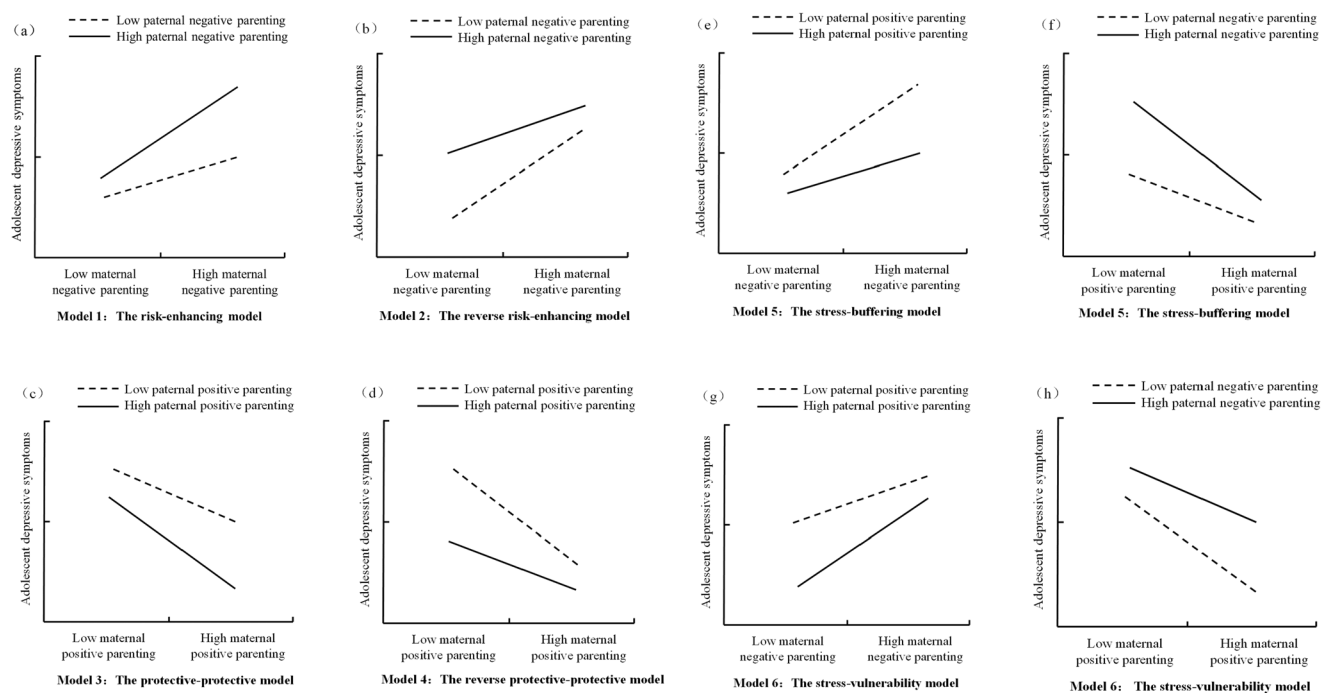 (a)
Low paternal negative parenting
High paternal negative parenting
Adolescent depressive symptoms
Low maternal
negative parenting
High maternal
negative parenting
Model 1: The risk-enhancing model
(b)
Low paternal negative parenting
High paternal negative parenting
Adolescent depressive symptoms
Low maternal
negative parenting
High maternal
negative parenting
Model 2: The reverse risk-enhancing model
(e)
Low paternal positive parenting
High paternal positive parenting
Adolescent depressive symptoms
Low maternal
negative parenting
High maternal
negative parenting
Model 5: The stress-buffering model
(f)
Low paternal negative parenting
High paternal negative parenting
Adolescent depressive symptoms
Low maternal
positive parenting
High maternal
positive parenting
Model 5: The stress-buffering model
(c)
Low paternal positive parenting
High paternal positive parenting
Adolescent depressive symptoms
Low maternal
positive parenting
High maternal
positive parenting
Model 3: The protective-protective model
(d)
Low paternal positive parenting
High paternal positive parenting
Adolescent depressive symptoms
Low maternal
positive parenting
High maternal
positive parenting
Model 4: The reverse protective-protective model
(g)
Low paternal positive parenting
High paternal positive parenting
Adolescent depressive symptoms
Low maternal
negative parenting
High maternal
negative parenting
Model 6: The stress-vulnerability model
(h)
Low paternal negative parenting
High paternal negative parenting
Adolescent depressive symptoms
Low maternal
positive parenting
High maternal
positive parenting
Model 6: The stress-vulnerability model